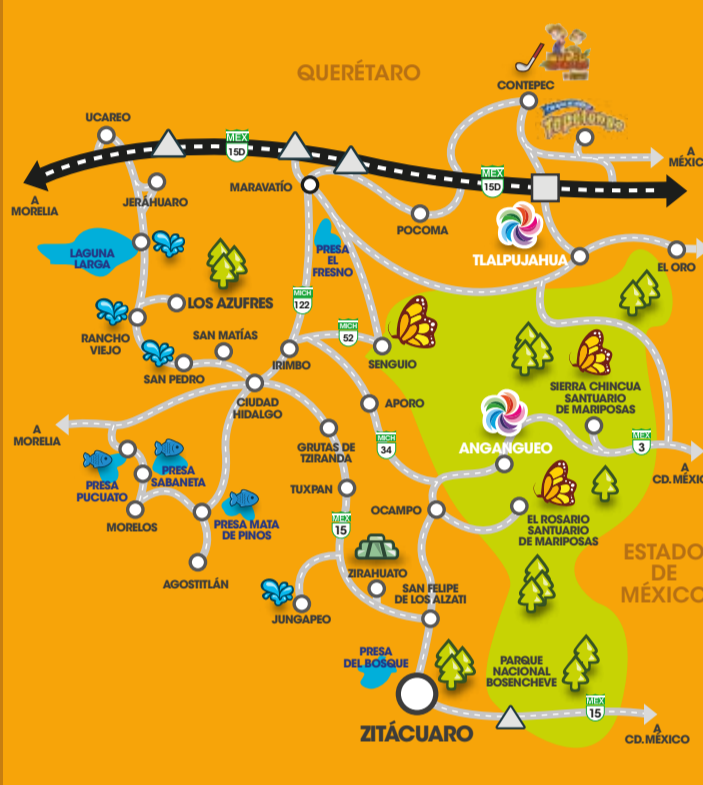 QUERÉTARO
CONTEPEC
UCAREO
MEX
15D
A
MORELIA
JERÁHUARO
MARAVATÍO
MEX
15D
A
MÉXIC
POCOMA
LAGUNA
LARGA
PRESA
EL
FRESNO
TLALPUJAHUA
EL ORO
LOS AZUFRES
MICH
122
RANCHO
VIEJO
SAN MATÍAS
MICH
52
SAN PEDRO
IRIMBO
SENGUIO
SIERRA CHINCUA
SANTUARIO
DE MARIPOSAS
CIUDAD
HIDALGO
APORO
A
MORELIA
GRUTAS DE
TZIRANDA
MICH
34
ANGANGUEO
MEX
3
A
CD. MÉXIC
PRESA
PUCUATO
PRESA
SABANETA
TUXPAN
MORELOS
PRESA MATA
DE PINOS
MEX
15
OCAMPO
EL ROSARIO
SANTUARIO
DE MARIPOSAS
ESTADO
DE
MÉXICO
AGOSTITLÁN
ZIRAHUATO
SAN FELIPE
DE LOS ALZATI
JUNGAPEO
PRESA
DEL BOSQUE
PARQUE
NACIONAL
BOSENCHEVE
MEX
15
ZITÁCUARO
A
CD. MÉXICO